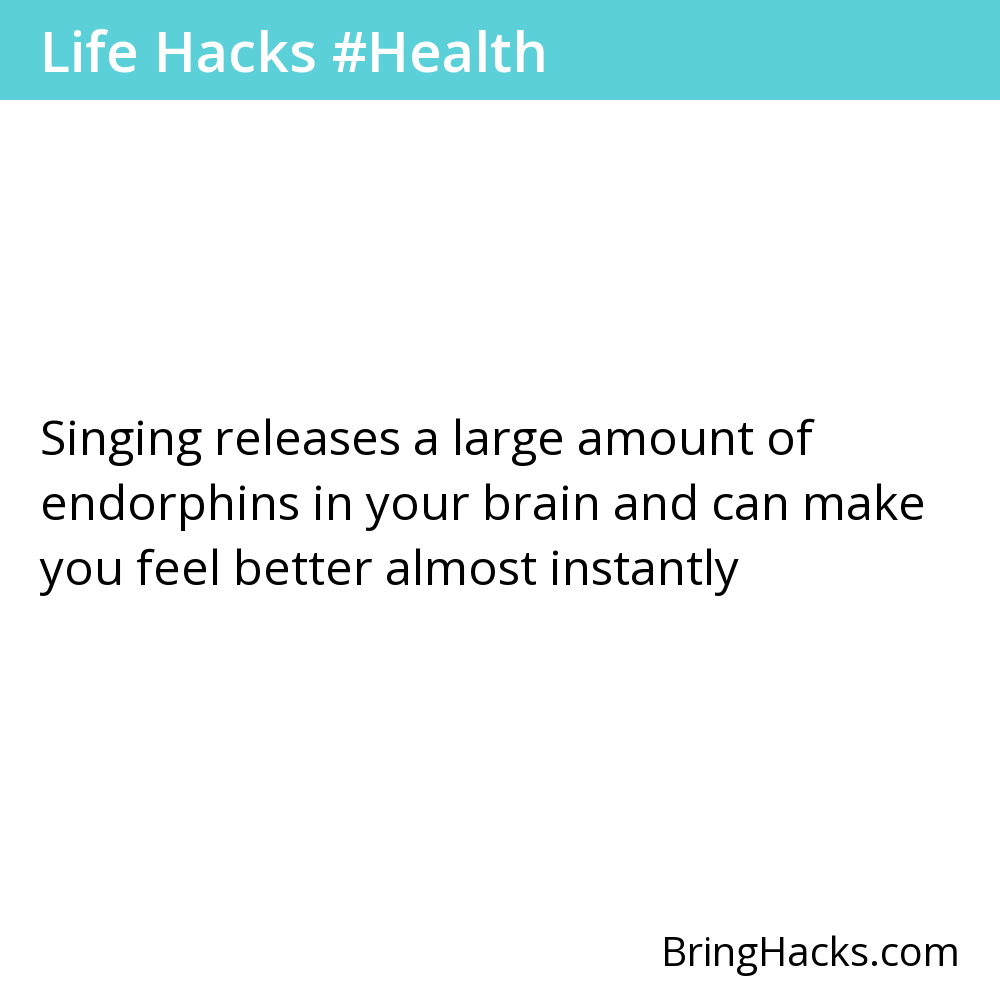 Life Hacks #Health
Singing releases a large amount of
endorphins in your brain and can make
you feel better almost instantly
BringHacks.com